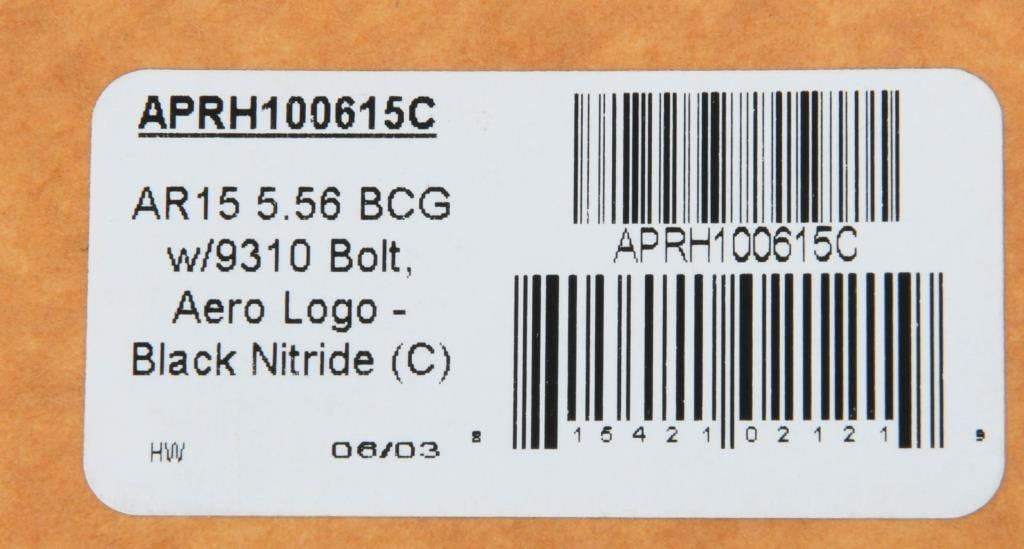 APRH100615C
AR15 5.56 BCG
w/9310 Bolt,
Aero Logo -
Black Nitride (C)
HW 06/03
APRH100615C
8 15421 02121 9